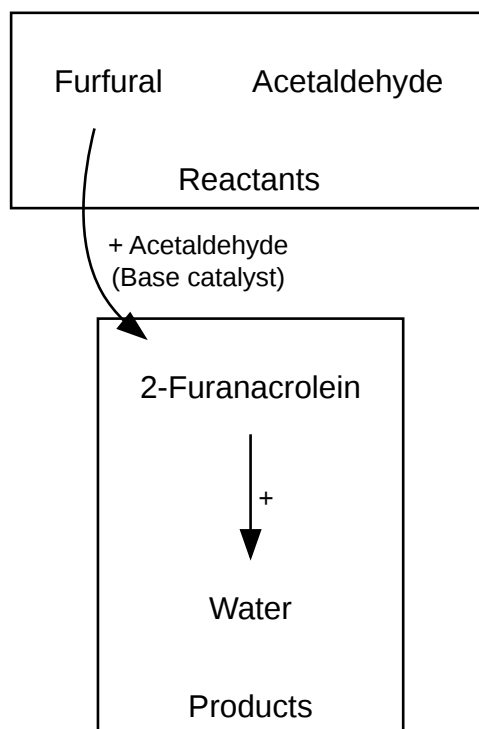 Furfural Acetaldehyde
Reactants
+ Acetaldehyde
(Base catalyst)
2-Furanacrolein
+
Water
Products